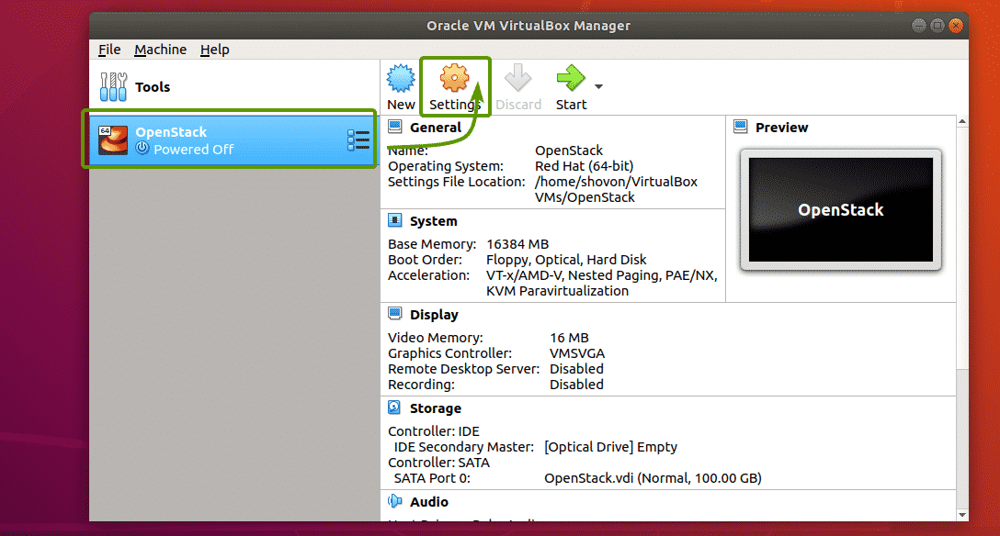 Oracle VM VirtualBox Manager
File Machine Help
Tools
New Settings Discard Start
64
OpenStack
Powered Off
General
Name: OpenStack
Operating System: Red Hat (64-bit)
Settings File Location: /home/shovon/VirtualBox
VMs/OpenStack
Preview
OpenStack
System
Base Memory: 16384 MB
Boot Order: Floppy, Optical, Hard Disk
Acceleration: VT-x/AMD-V, Nested Paging, PAE/NX,
KVM Paravirtualization
Display
Video Memory: 16 MB
Graphics Controller: VMSVGA
Remote Desktop Server: Disabled
Recording: Disabled
Storage
Controller: IDE
IDE Secondary Master: [Optical Drive] Empty
Controller: SATA
SATA Port 0: OpenStack.vdi (Normal, 100.00 GB)
Audio